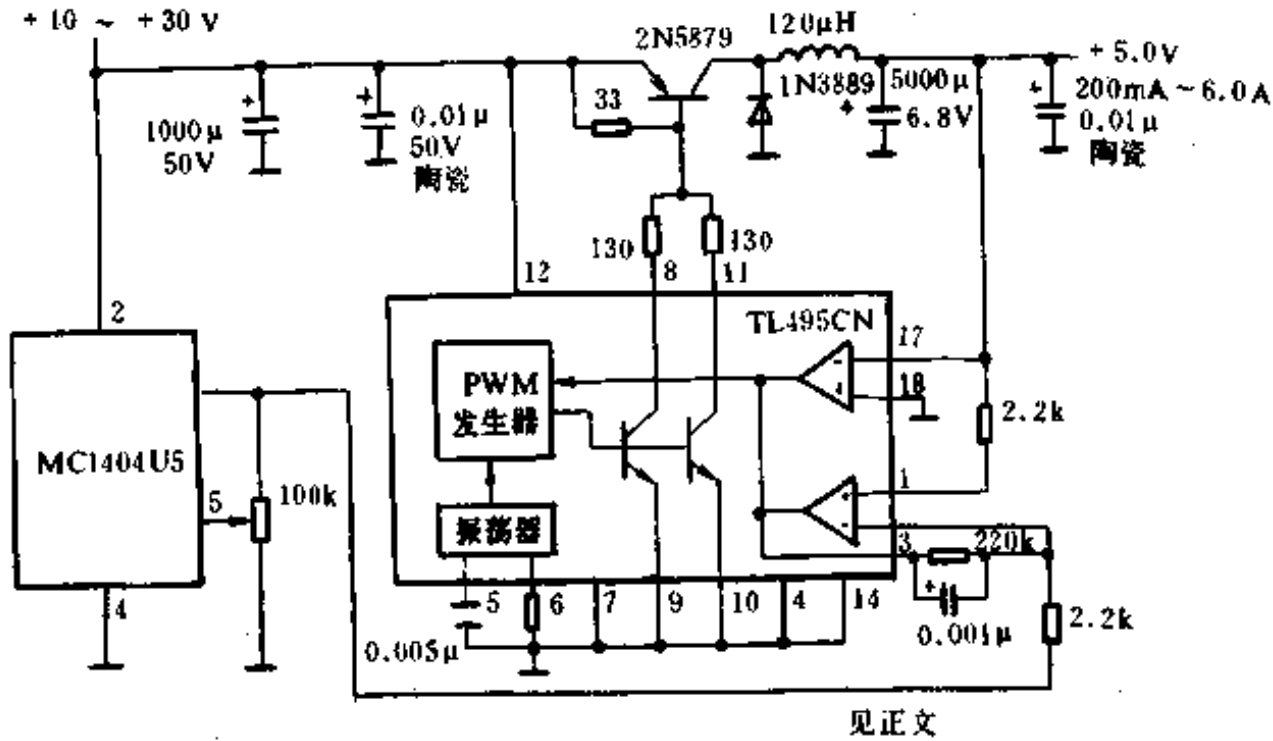 + 10 ~ + 30 V
2N5879
120μH
1N3889
5000μ
6.8V
+ 5.0V
200mA ~ 6.0A
0.01μ
陶瓷
+
1000μ
50V
+
0.01μ
50V
陶瓷
33
+
+
130
130
12
8
11
2
TL495CN
17
18
2.2k
PWM
发生器
MC1404U5
5
100k
1
振荡器
3
220k
4
5
6
7
9
10
4
14
+
0.001μ
2.2k
0.005μ
见正文